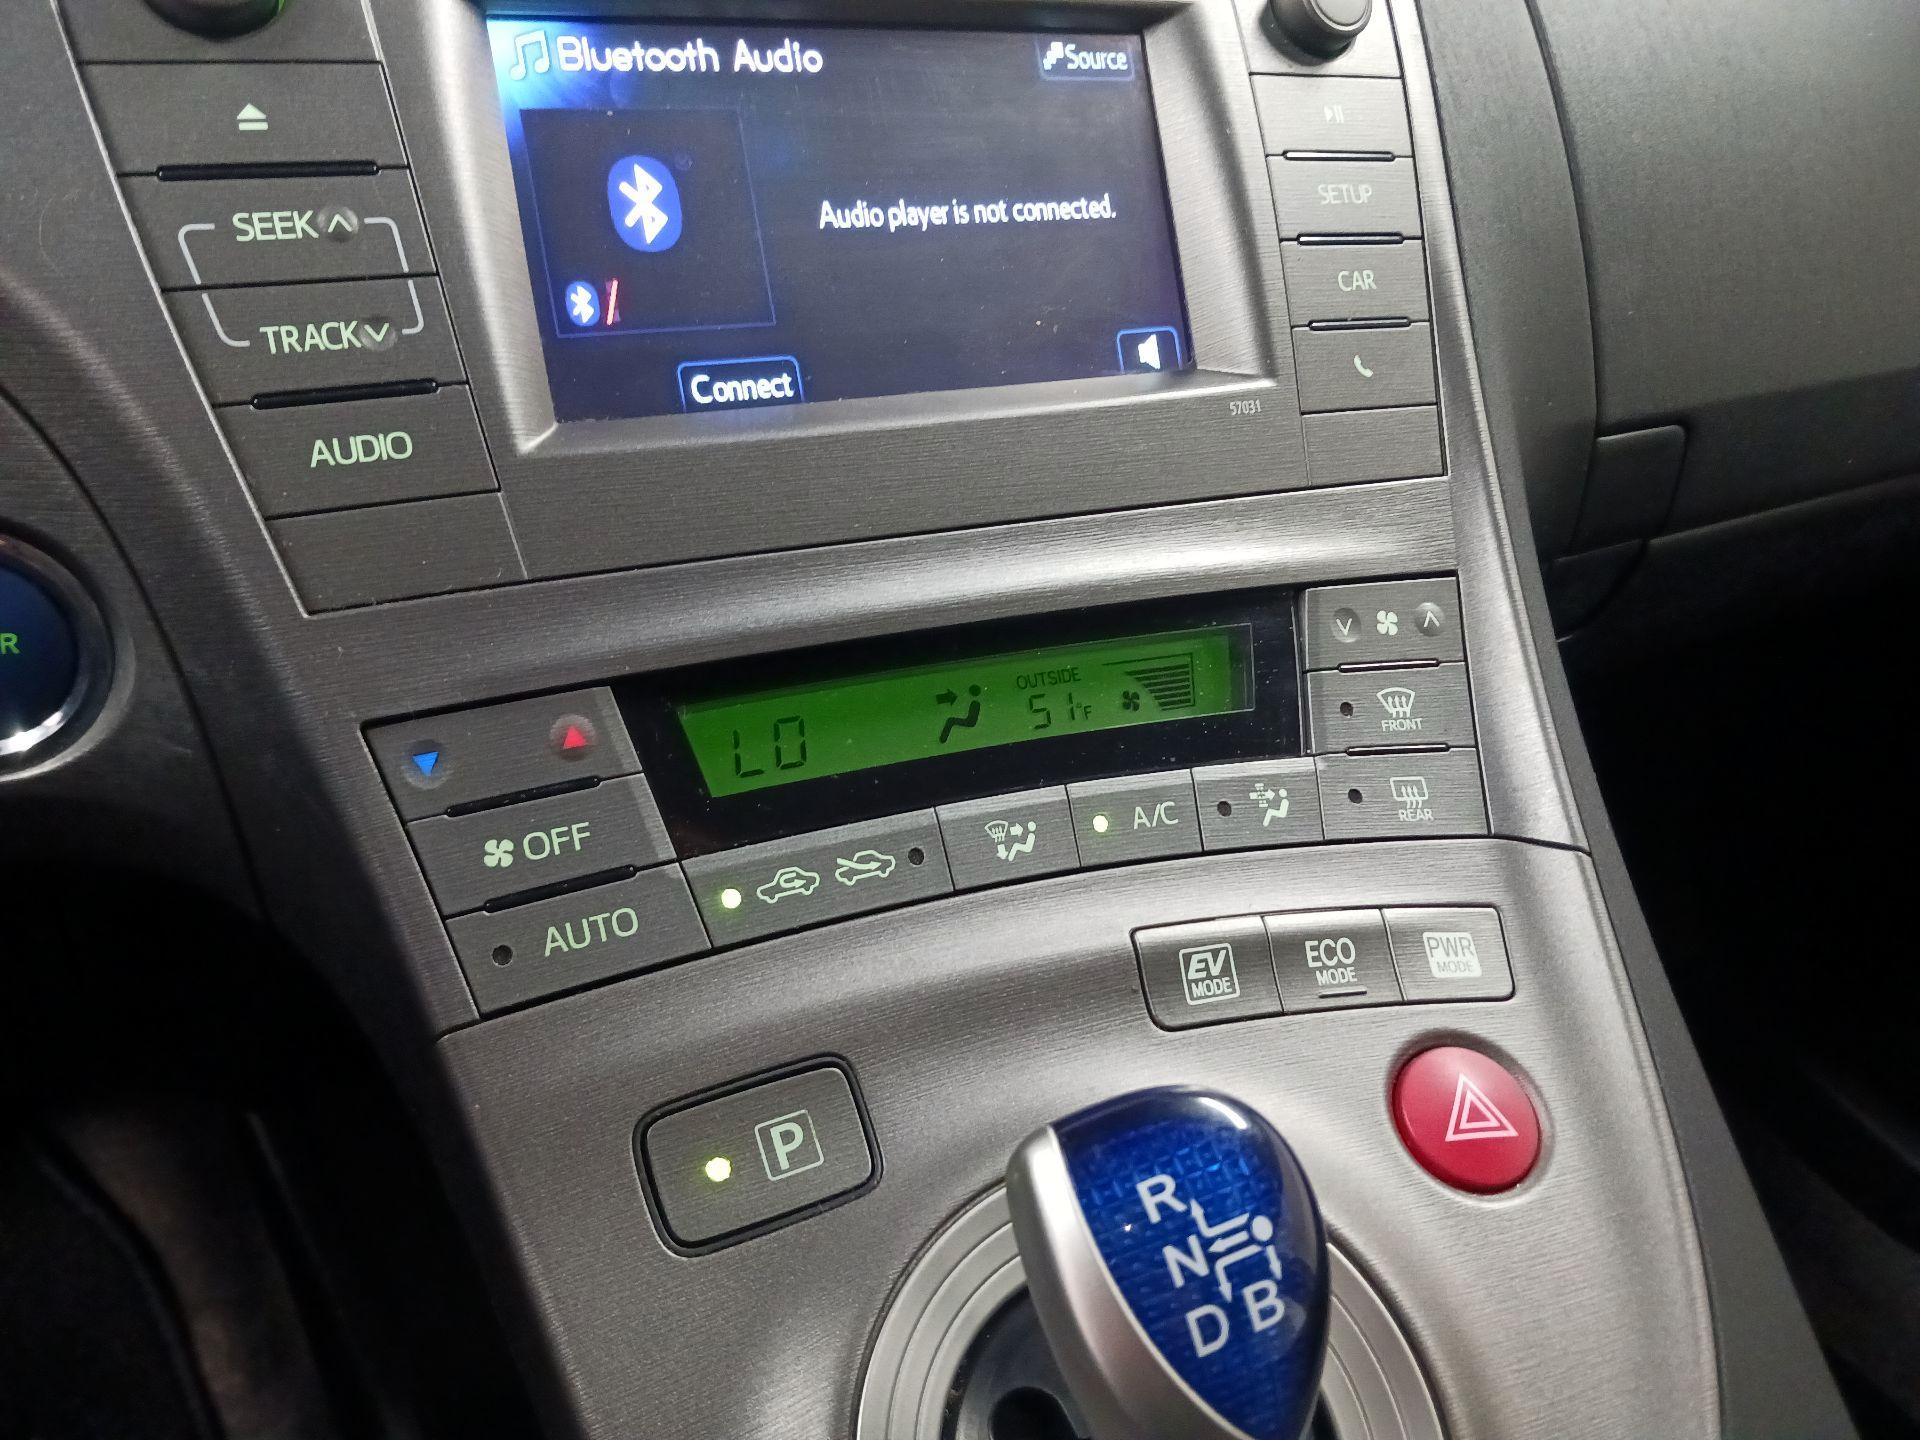 Bluetooth Audio
Source
SEEK
SETUP
Audio player is not connected.
CAR
TRACK
Connect
57031
AUDIO
R
OUTSIDE
LO
51°F
FRONT
OFF
A/C
REAR
AUTO
EV
MODE
ECO
MODE
PWR
MODE
P
R
N
D B